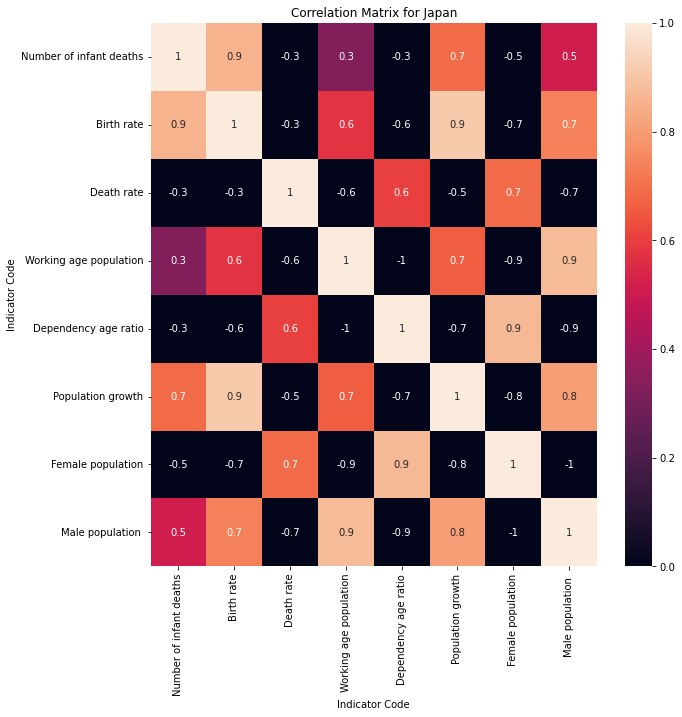 Correlation Matrix for Japan
Number of infant deaths 1 0.9 -0.3 0.3 -0.3 0.7 -0.5 0.5
Birth rate 0.9 1 -0.3 0.6 -0.6 0.9 -0.7 0.7
Death rate -0.3 -0.3 1 -0.6 0.6 -0.5 0.7 -0.7
Working age population 0.3 0.6 -0.6 1 -1 0.7 -0.9 0.9
Dependency age ratio -0.3 -0.6 0.6 -1 1 -0.7 0.9 -0.9
Population growth 0.7 0.9 -0.5 0.7 -0.7 1 -0.8 0.8
Female population -0.5 -0.7 0.7 -0.9 0.9 -0.8 1 -1
Male population 0.5 0.7 -0.7 0.9 -0.9 0.8 -1 1
Indicator Code
Number of infant deaths
Birth rate
Death rate
Working age population
Dependency age ratio
Population growth
Female population
Male population
Indicator Code
1.0
0.8
0.6
0.4
0.2
0.0